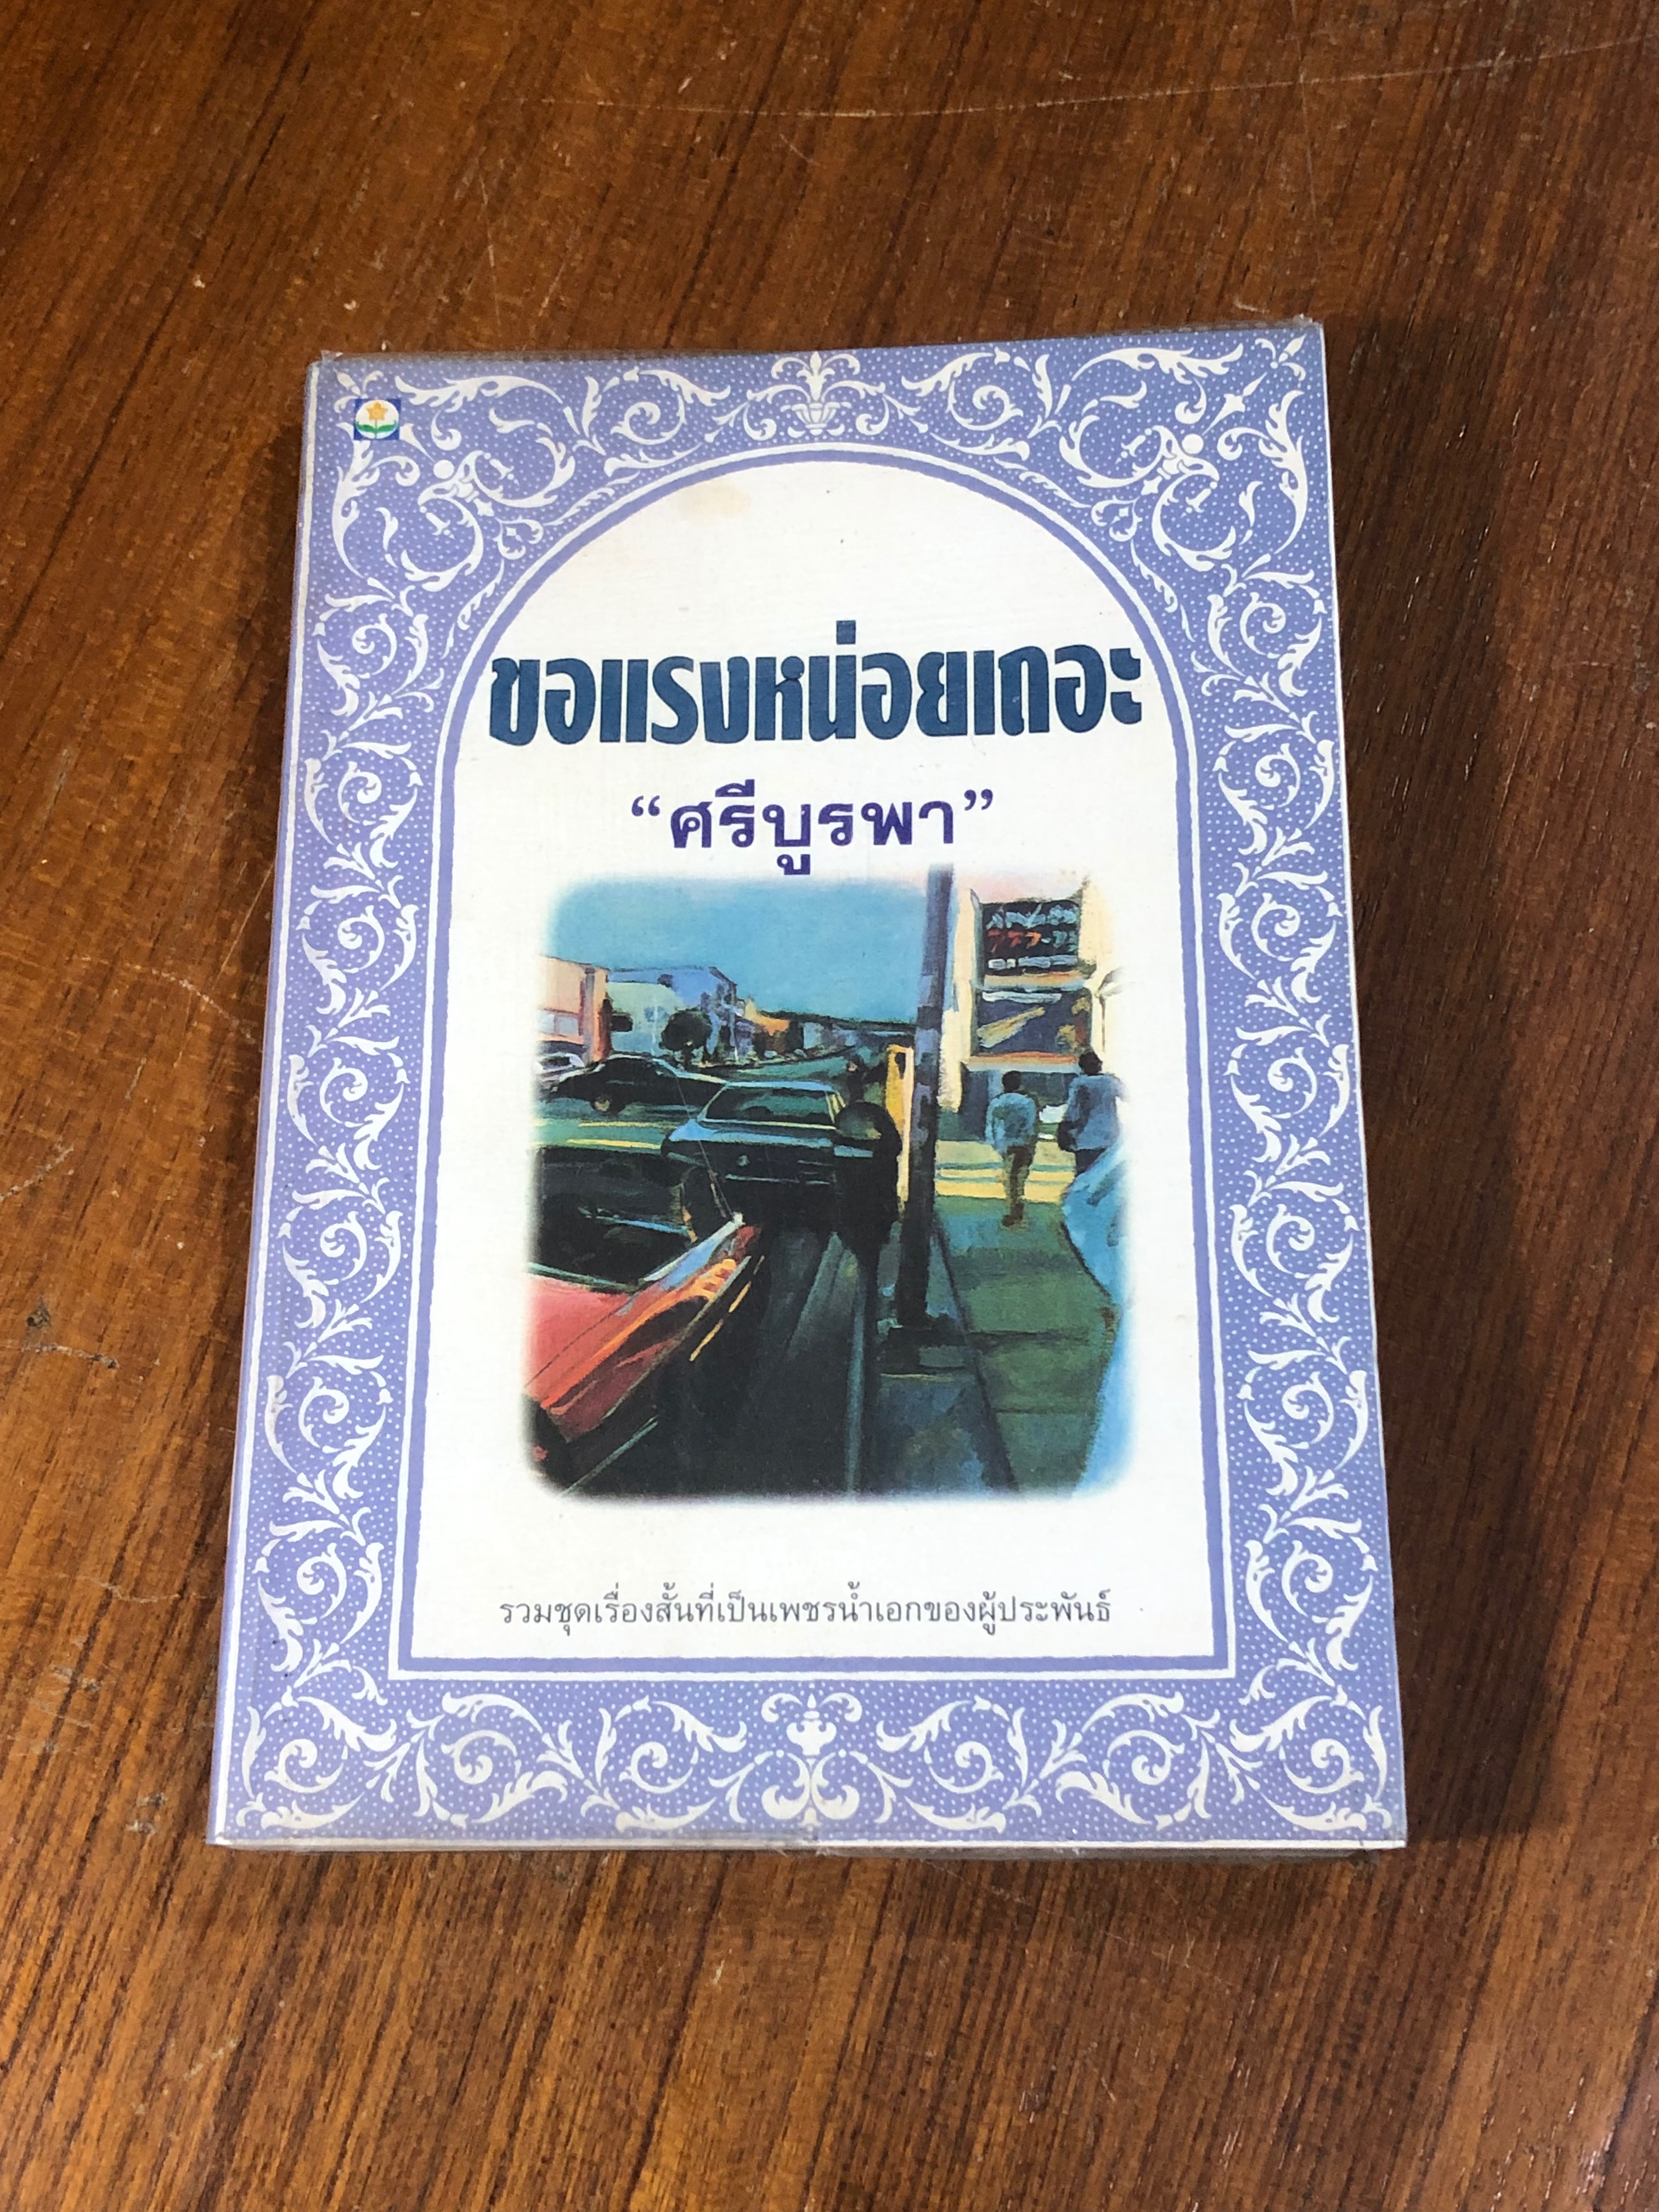 ขอแรงหน่อยเถอะ
“ศรีบูรพา”
รวมชุดเรื่องสั้นที่เป็นเพชรน้ำเอกของผู้ประพันธ์